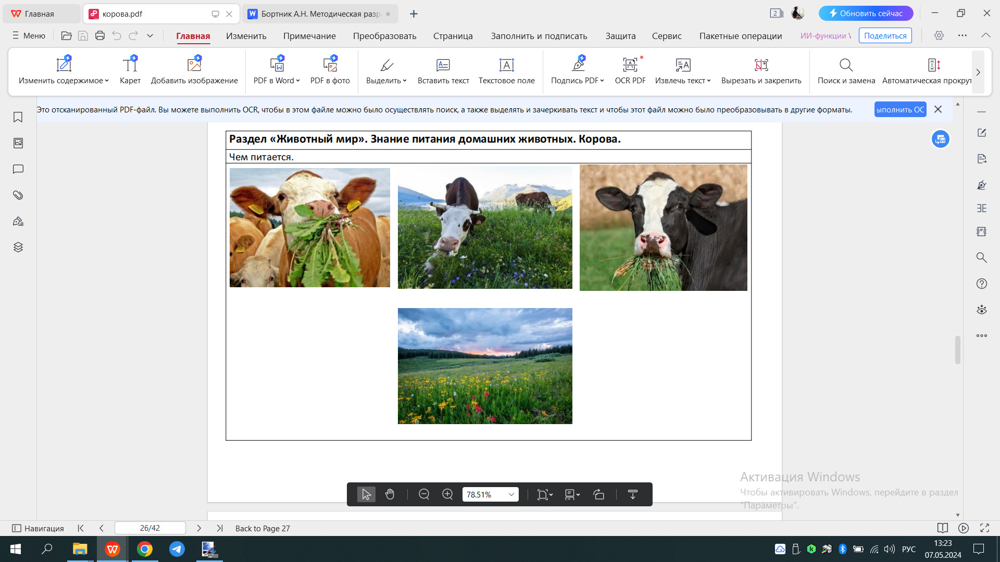 Главная
корова.pdf
Бортник А.Н. Методическая разр
2
Обновить сейчас
Меню
Главная
Изменить
Примечание
Преобразовать
Страница
Заполнить и подписать
Защита
Сервис
Пакетные операции
ИИ-функции
Поделиться
Изменить содержимое
Карет
Добавить изображение
PDF в Word
PDF в фото
Выделить
Вставить текст
Текстовое поле
Подпись PDF
OCR PDF
Извлечь текст
Вырезать и закрепить
Поиск и замена
Автоматическая прокрут
Это отсканированный PDF-файл. Вы можете выполнить OCR, чтобы в этом файле можно было осуществлять поиск, а также выделять и зачеркивать текст и чтобы этот файл можно было преобразовывать в другие форматы.
ыполнить OC
Раздел «Животный мир». Знание питания домашних животных. Корова.
Чем питается.
Активация Windows
Чтобы активировать Windows, перейдите в раздел
"Параметры".
78.51%
Навигация
26/42
Back to Page 27
РУС
13:23
07.05.2024